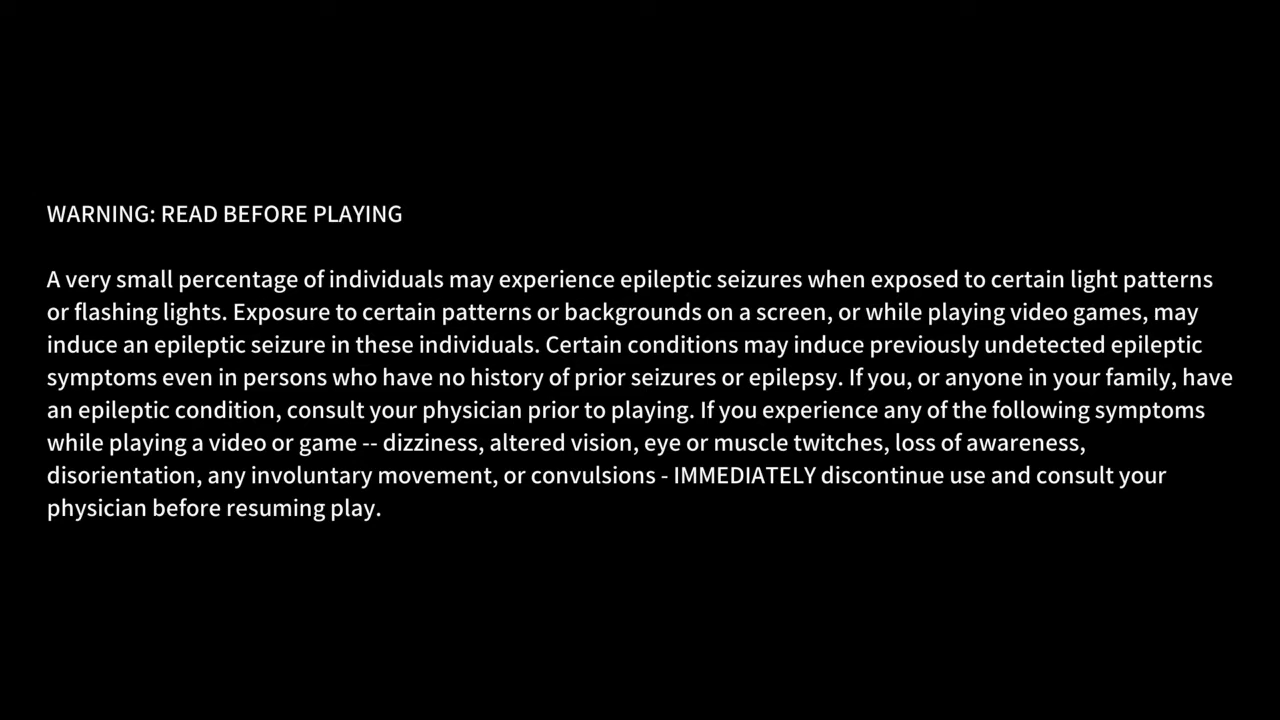 WARNING: READ BEFORE PLAYING
A very small percentage of individuals may experience epileptic seizures when exposed to certain light patterns
or flashing lights. Exposure to certain patterns or backgrounds on a screen, or while playing video games, may
induce an epileptic seizure in these individuals. Certain conditions may induce previously undetected epileptic
symptoms even in persons who have no history of prior seizures or epilepsy. If you, or anyone in your family, have
an epileptic condition, consult your physician prior to playing. If you experience any of the following symptoms
while playing a video or game -- dizziness, altered vision, eye or muscle twitches, loss of awareness,
disorientation, any involuntary movement, or convulsions - IMMEDIATELY discontinue use and consult your
physician before resuming play.